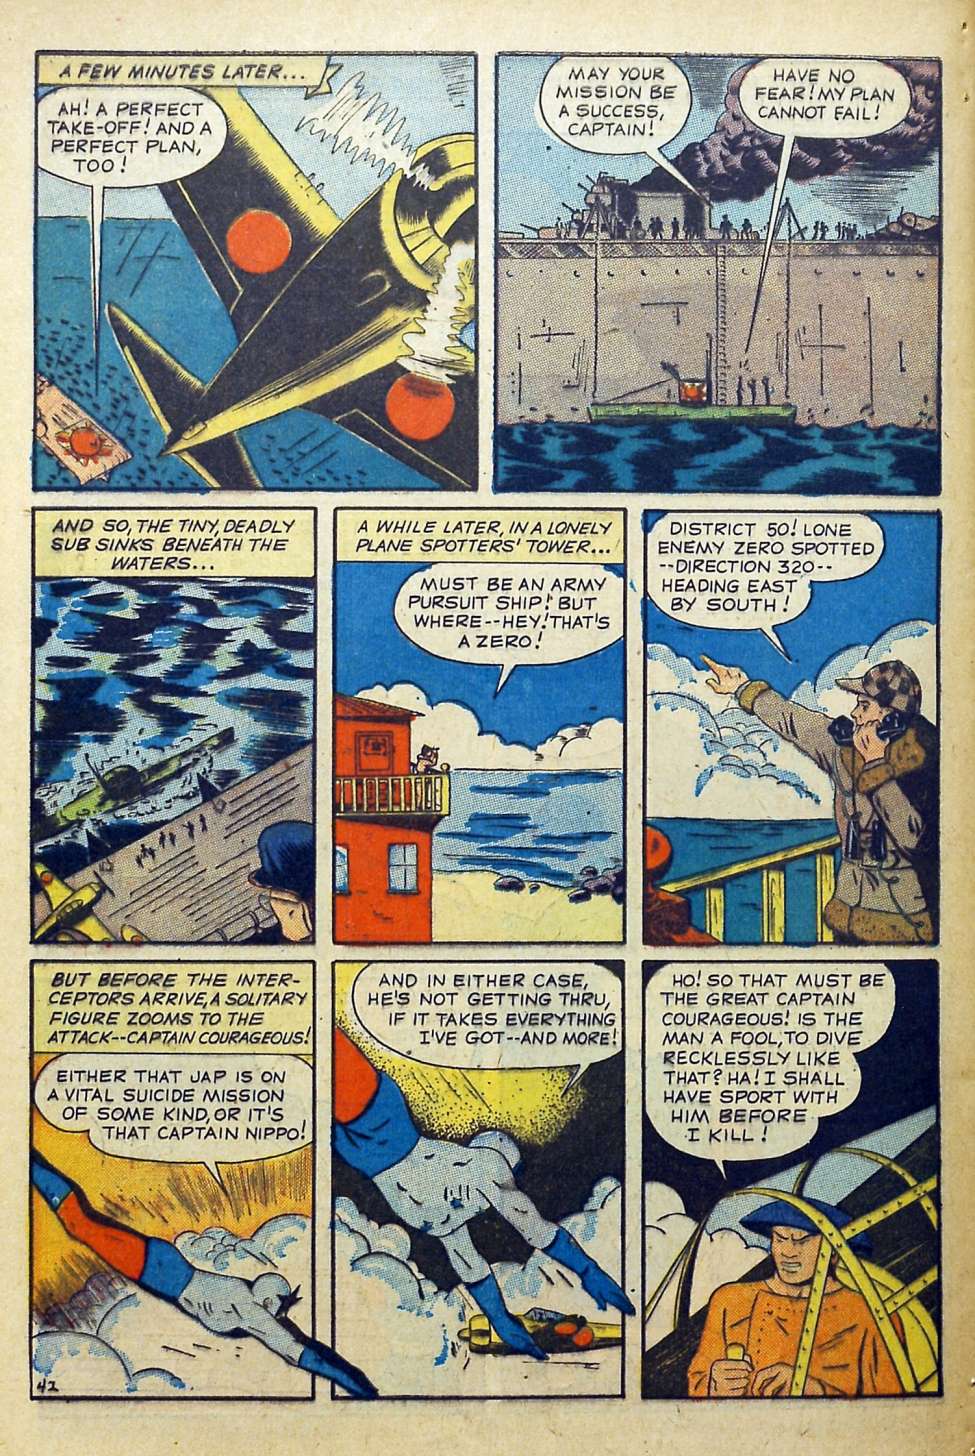 A FEW MINUTES LATER...
AH! A PERFECT
TAKE-OFF! AND A
PERFECT PLAN,
TOO!
MAY YOUR
MISSION BE
A SUCCESS,
CAPTAIN!
HAVE NO
FEAR! MY PLAN
CANNOT FAIL!
AND SO, THE TINY, DEADLY
SUB SINKS BENEATH THE
WATERS...
A WHILE LATER, IN A LONELY
PLANE SPOTTERS' TOWER...
MUST BE AN ARMY
PURSUIT SHIP! BUT
WHERE--HEY! THAT'S
A ZERO!
DISTRICT 50! LONE
ENEMY ZERO SPOTTED
--DIRECTION 320--
HEADING EAST
BY SOUTH!
BUT BEFORE THE INTER-
CEPTORS ARRIVE, A SOLITARY
FIGURE ZOOMS TO THE
ATTACK--CAPTAIN COURAGEOUS!
EITHER THAT JAP IS ON
A VITAL SUICIDE MISSION
OF SOME KIND, OR IT'S
THAT CAPTAIN NIPPO!
AND IN EITHER CASE,
HE'S NOT GETTING THRU,
IF IT TAKES EVERYTHING
I'VE GOT--AND MORE!
HO! SO THAT MUST BE
THE GREAT CAPTAIN
COURAGEOUS! IS THE
MAN A FOOL, TO DIVE
RECKLESSLY LIKE
THAT? HA! I SHALL
HAVE SPORT WITH
HIM BEFORE
I KILL!
42